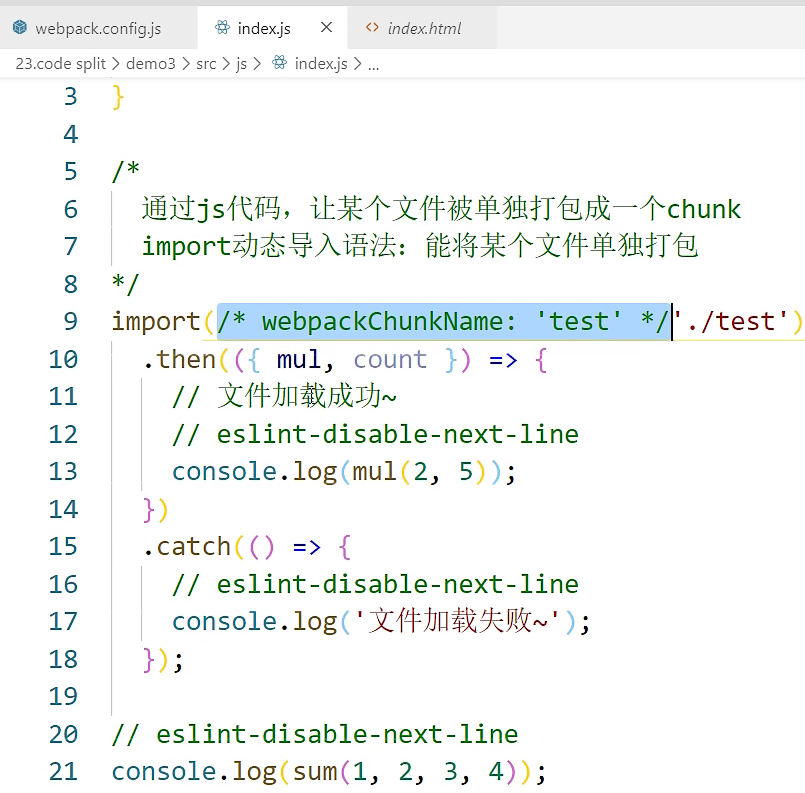 webpack.config.js index.js × index.html
23.code split > demo3 > src > js > index.js > ...
3 }
4
5 /*
6 通过js代码，让某个文件被单独打包成一个chunk
7 import动态导入语法：能将某个文件单独打包
8 */
9 import(/* webpackChunkName: 'test' */'./test')
10 .then(({ mul, count }) => {
11 // 文件加载成功~
12 // eslint-disable-next-line
13 console.log(mul(2, 5));
14 })
15 .catch(() => {
16 // eslint-disable-next-line
17 console.log('文件加载失败~');
18 });
19
20 // eslint-disable-next-line
21 console.log(sum(1, 2, 3, 4));